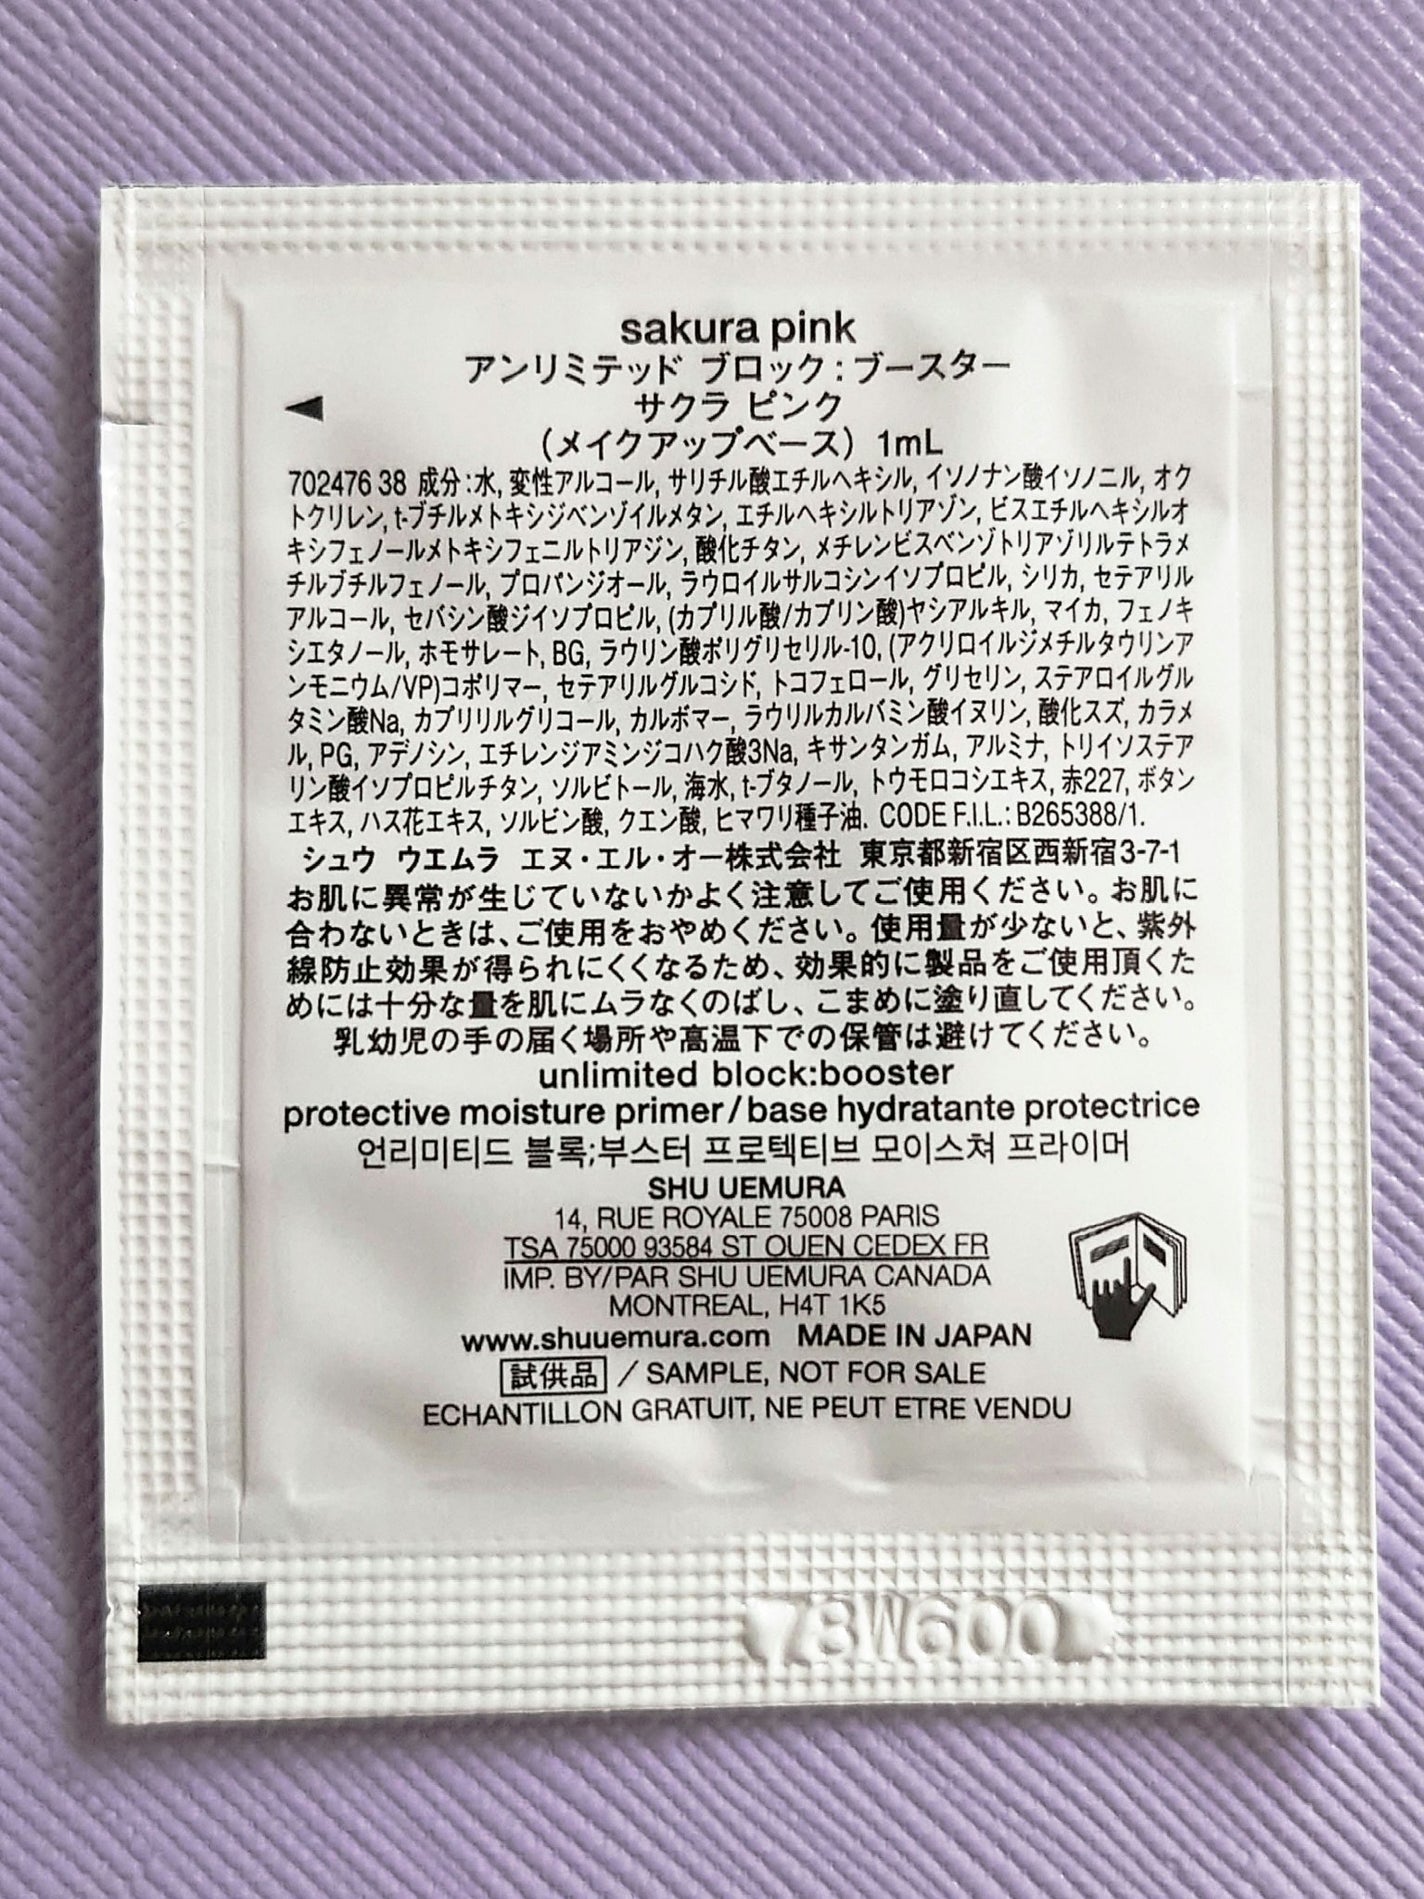 sakura pink
アンリミテッド ブロック:ブースター
サクラ ピンク
(メイクアップベース) 1mL
702476 38 成分:水, 変性アルコール, サリチル酸エチルヘキシル, イソノナン酸イソノニル, オク
トクリレン, t-ブチルメトキシジベンゾイルメタン, エチルヘキシルトリアゾン, ビスエチルヘキシルオ
キシフェノールメトキシフェニルトリアジン, 酸化チタン, メチレンビスベンゾトリアゾリルテトラメ
チルブチルフェノール, プロパンジオール, ラウロイルサルコシンイソプロピル, シリカ, セテアリル
アルコール, セバシン酸ジイソプロピル, (カプリル酸/カプリン酸)ヤシアルキル, マイカ, フェノキ
シエタノール, ホモサレート, BG, ラウリン酸ポリグリセリル-10, (アクリロイルジメチルタウリンア
ンモニウム/VP)コポリマー, セテアリルグルコシド, トコフェロール, グリセリン, ステアロイルグル
タミン酸Na, カプリリルグリコール, カルボマー, ラウリルカルバミン酸イヌリン, 酸化スズ, カラメ
ル, PG, アデノシン, エチレンジアミンジコハク酸3Na, キサンタンガム, アルミナ, トリイソステア
リン酸イソプロピルチタン, ソルビトール, 海水, t-ブタノール, トウモロコシエキス, 赤227, ボタン
エキス, ハス花エキス, ソルビン酸, クエン酸, ヒマワリ種子油. CODE F.I.L.: B265388/1.
シュウ ウエムラ エヌ・エル・オー株式会社 東京都新宿区西新宿3-7-1
お肌に異常が生じていないかよく注意してご使用ください。お肌に
合わないときは、ご使用をおやめください。使用量が少ないと、紫外
線防止効果が得られにくくなるため、効果的に製品をご使用頂くた
めには十分な量を肌にムラなくのばし、こまめに塗り直してください。
乳幼児の手の届く場所や高温下での保管は避けてください。
unlimited block:booster
protective moisture primer/base hydratante protectrice
언리미티드 블록;부스터 프로텍티브 모이스쳐 프라이머
SHU UEMURA
14, RUE ROYALE 75008 PARIS
TSA 75000 93584 ST OUEN CEDEX FR
IMP. BY/PAR SHU UEMURA CANADA
MONTREAL, H4T 1K5
www.shuuemura.com MADE IN JAPAN
試供品 / SAMPLE, NOT FOR SALE
ECHANTILLON GRATUIT, NE PEUT ETRE VENDU
78W600